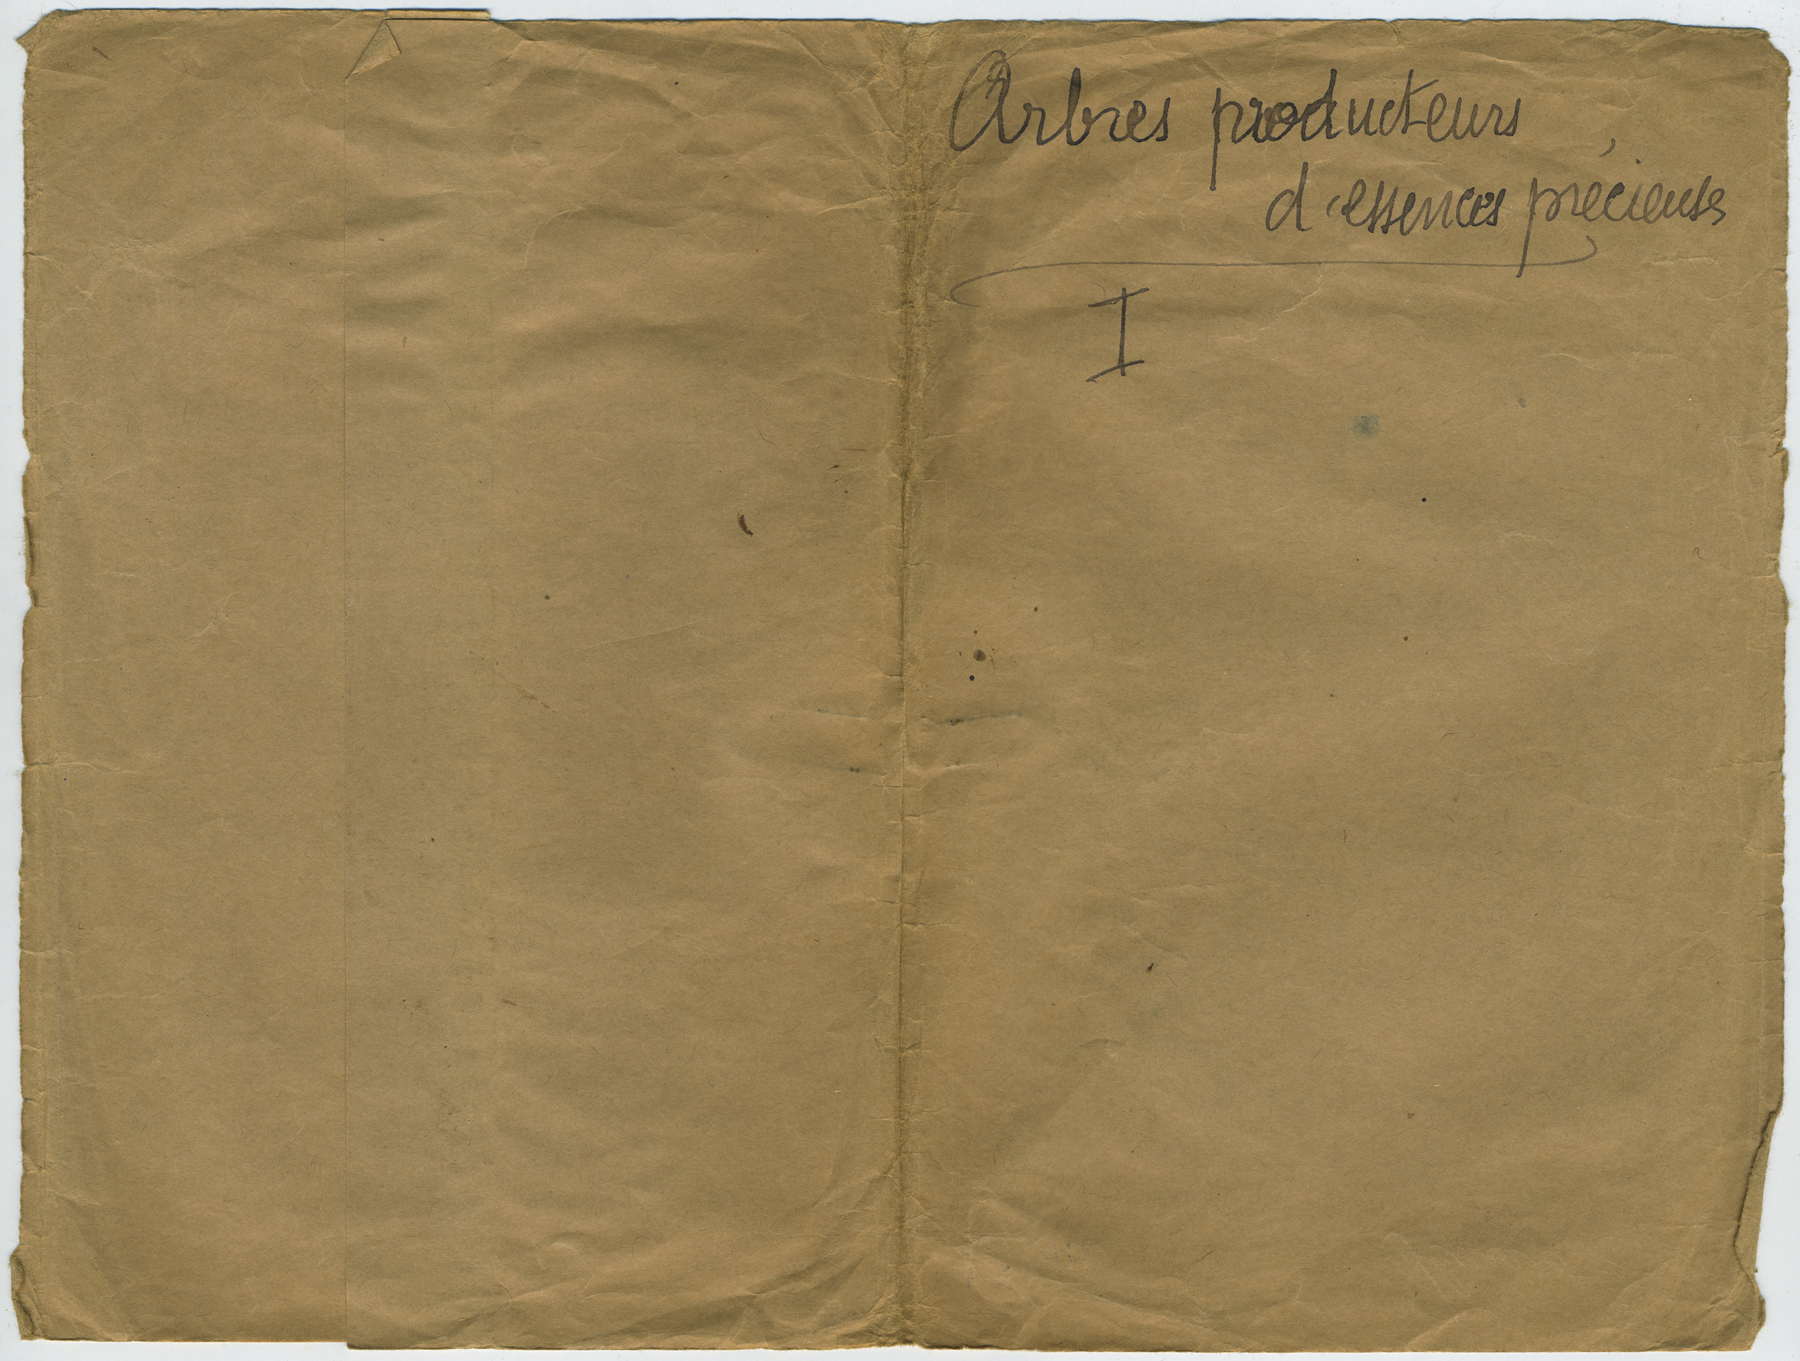 Arbres producteurs
d'essences précieuses
I